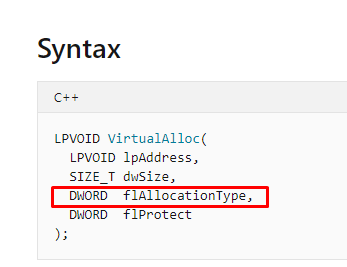 Syntax
C++
LPVOID VirtualAlloc(
  LPVOID lpAddress,
  SIZE_T dwSize,
  DWORD  flAllocationType,
  DWORD  flProtect
);